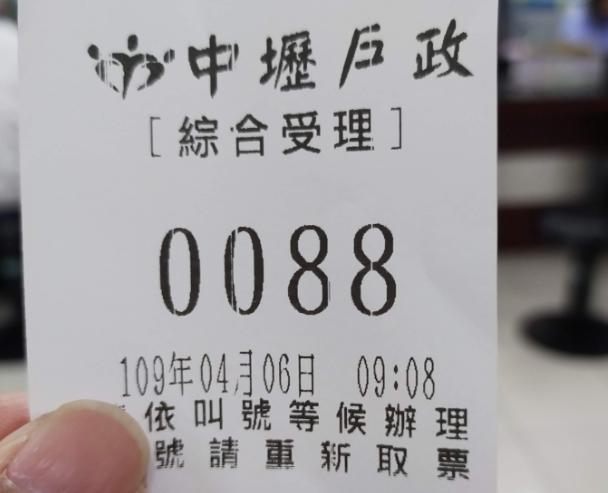 中壢戶政
[綜合受理]
0088
109年04月06日 09:08
依叫號等候辦理
號請重新取票